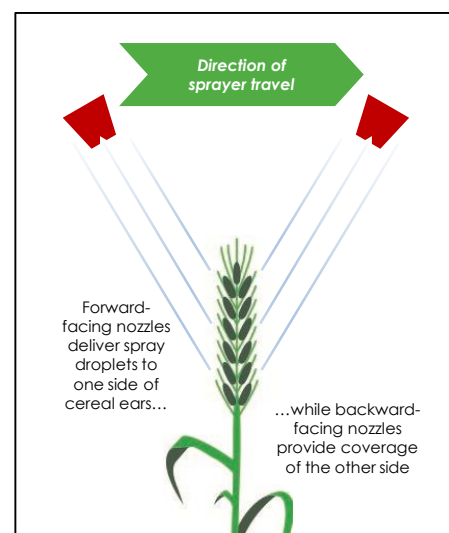 Direction of
sprayer travel
Forward-
facing nozzles
deliver spray
droplets to
one side of
cereal ears…
…while backward-
facing nozzles
provide coverage
of the other side